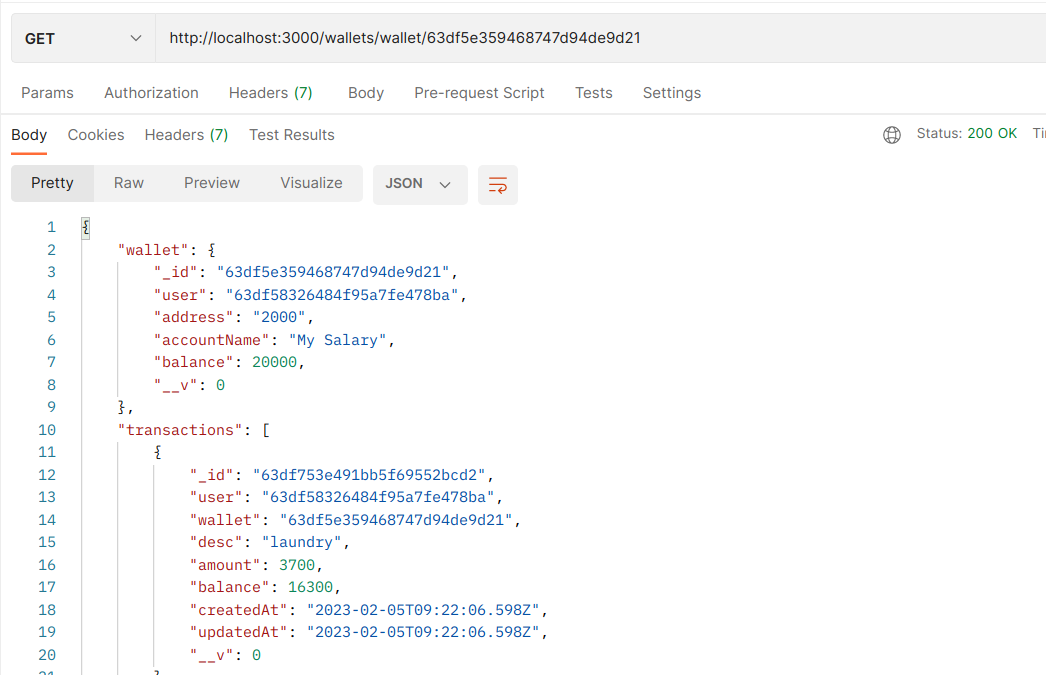 GET http://localhost:3000/wallets/wallet/63df5e359468747d94de9d21
Params Authorization Headers (7) Body Pre-request Script Tests Settings
Body Cookies Headers (7) Test Results Status: 200 OK
Pretty Raw Preview Visualize JSON
1 {
2 "wallet": {
3 "_id": "63df5e359468747d94de9d21",
4 "user": "63df58326484f95a7fe478ba",
5 "address": "2000",
6 "accountName": "My Salary",
7 "balance": 20000,
8 "__v": 0
9 },
10 "transactions": [
11 {
12 "_id": "63df753e491bb5f69552bcd2",
13 "user": "63df58326484f95a7fe478ba",
14 "wallet": "63df5e359468747d94de9d21",
15 "desc": "laundry",
16 "amount": 3700,
17 "balance": 16300,
18 "createdAt": "2023-02-05T09:22:06.598Z",
19 "updatedAt": "2023-02-05T09:22:06.598Z",
20 "__v": 0